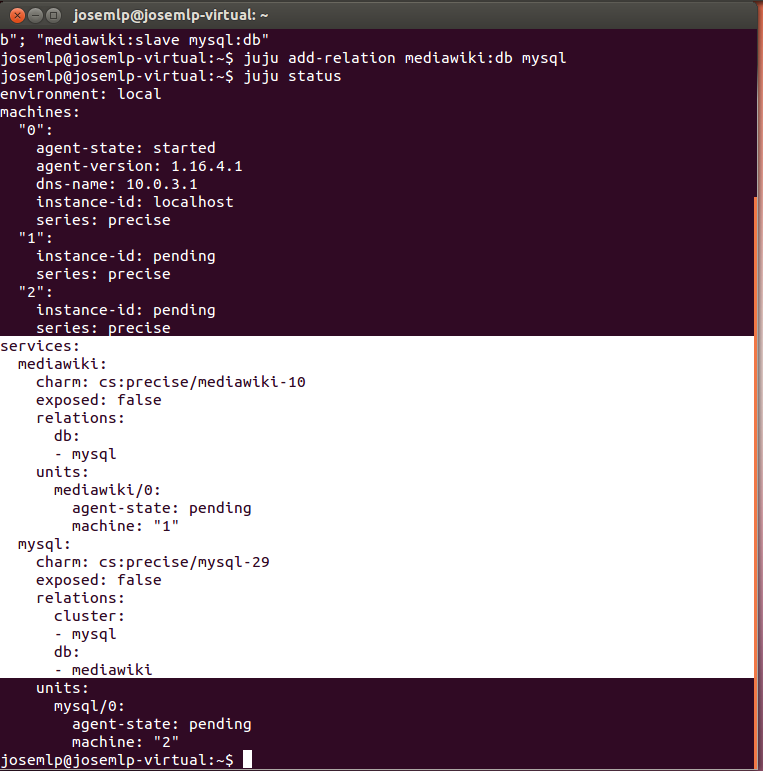 josemlp@josemlp-virtual: ~
b"; "mediawiki:slave mysql:db"
josemlp@josemlp-virtual:~$ juju add-relation mediawiki:db mysql
josemlp@josemlp-virtual:~$ juju status
environment: local
machines:
  "0":
    agent-state: started
    agent-version: 1.16.4.1
    dns-name: 10.0.3.1
    instance-id: localhost
    series: precise
  "1":
    instance-id: pending
    series: precise
  "2":
    instance-id: pending
    series: precise
services:
  mediawiki:
    charm: cs:precise/mediawiki-10
    exposed: false
    relations:
      db:
      - mysql
    units:
      mediawiki/0:
        agent-state: pending
        machine: "1"
  mysql:
    charm: cs:precise/mysql-29
    exposed: false
    relations:
      cluster:
      - mysql
      db:
      - mediawiki
    units:
      mysql/0:
        agent-state: pending
        machine: "2"
josemlp@josemlp-virtual:~$